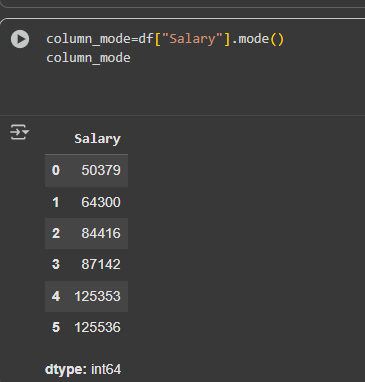 column_mode=df["Salary"].mode()
column_mode
Salary
0 50379
1 64300
2 84416
3 87142
4 125353
5 125536
dtype: int64